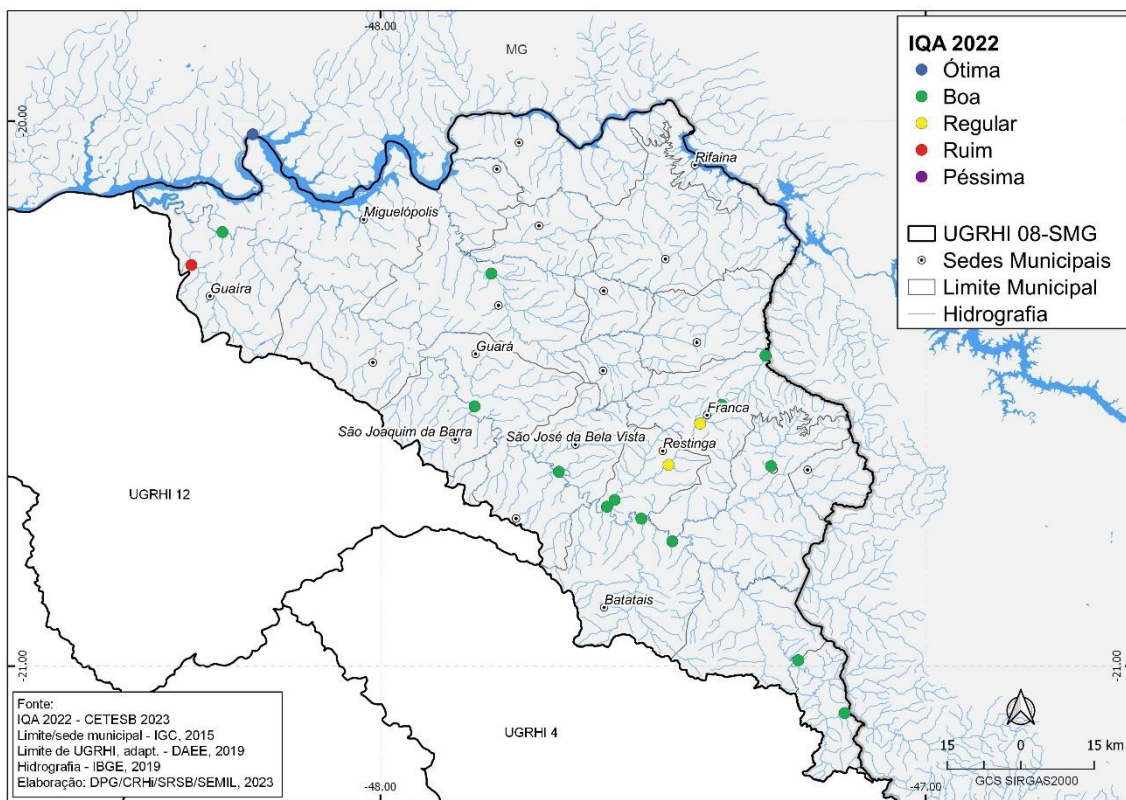 -48.00
MG
-20.00
Rifaina
Miguelópolis
Guaíra
Guará
Franca
São Joaquim da Barra
São José da Bela Vista
Restinga
UGRHI 12
Batatais
-21.00
-21.00
UGRHI 4
-48.00
-47.00
IQA 2022
Ótima
Boa
Regular
Ruim
Péssima
UGRHI 08-SMG
Sedes Municipais
Limite Municipal
Hidrografia
Fonte:
IQA 2022 - CETESB 2023
Limite/sede municipal - IGC, 2015
Limite de UGRHI, adapt. - DAEE, 2019
Hidrografia - IBGE, 2019
Elaboração: DPG/CRHi/SRSB/SEMIL, 2023
15 0 15 km
GCS SIRGAS2000